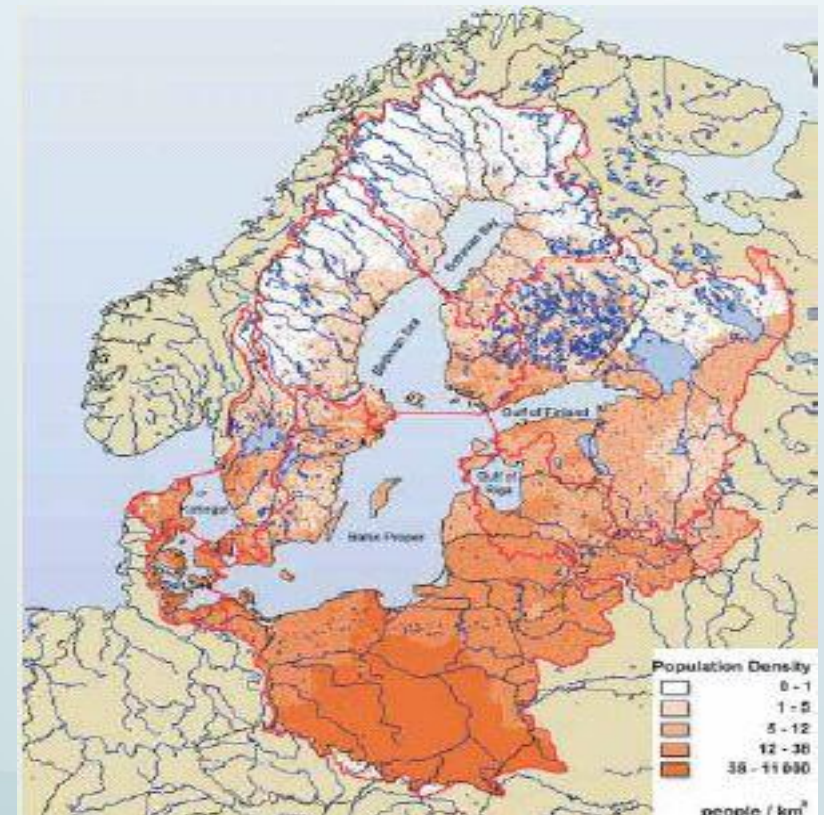 Bothnian Bay
Bothnian Sea
Gulf of Finland
Gulf of
Riga
Kattegat
Baltic Proper
Population Density
0 - 1
1 - 5
5 - 12
12 - 38
38 - 11 000
people / km²